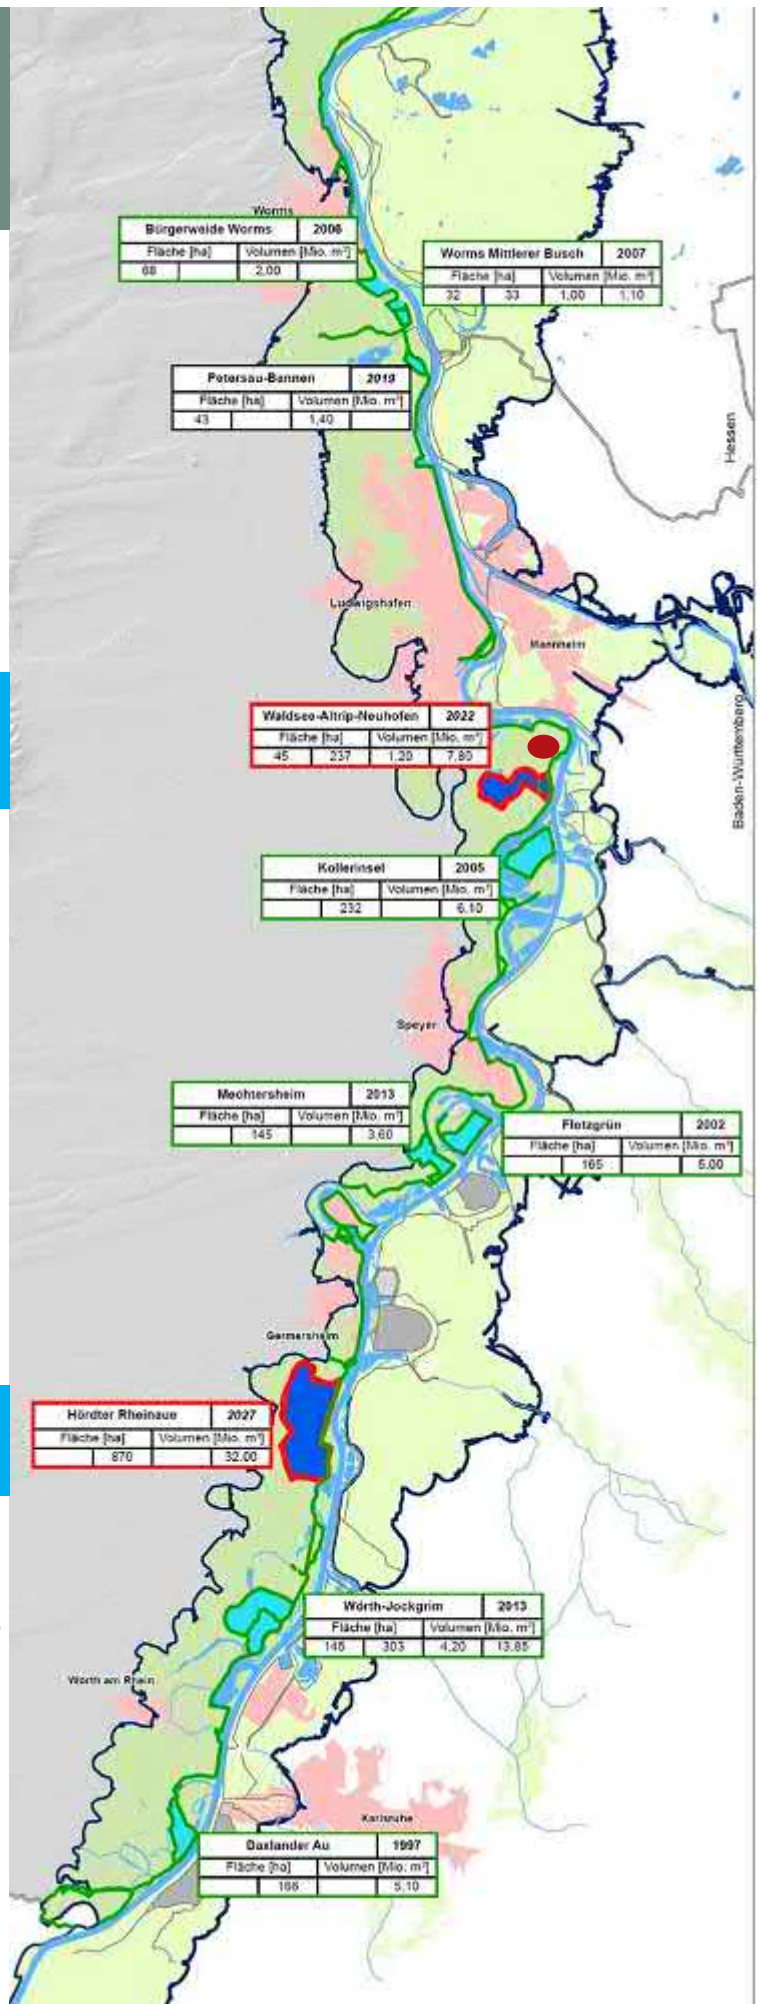 Worms
Bürgerweide Worms 2006
Fläche [ha] Volumen [Mio. m³]
68 2,00
Worms Mittlerer Busch 2007
Fläche [ha] Volumen [Mio. m³]
32 33 1,00 1,10
Petersau-Bannen 2019
Fläche [ha] Volumen [Mio. m³]
43 1,40
Hessen
Ludwigshafen
Mannheim
Waldsee-Altrip-Neuhofen 2022
Fläche [ha] Volumen [Mio. m³]
45 237 1,20 7,80
Baden-Württemberg
Kollerinsel 2005
Fläche [ha] Volumen [Mio. m³]
232 6,10
Speyer
Mechtersheim 2013
Fläche [ha] Volumen [Mio. m³]
145 3,60
Flotzgrün 2002
Fläche [ha] Volumen [Mio. m³]
165 5,00
Germersheim
Hördter Rheinaue 2027
Fläche [ha] Volumen [Mio. m³]
870 32,00
Wörth-Jockgrim 2013
Fläche [ha] Volumen [Mio. m³]
148 303 4,20 13,85
Wörth am Rhein
Karlsruhe
Daxlander Au 1997
Fläche [ha] Volumen [Mio. m³]
168 5,10